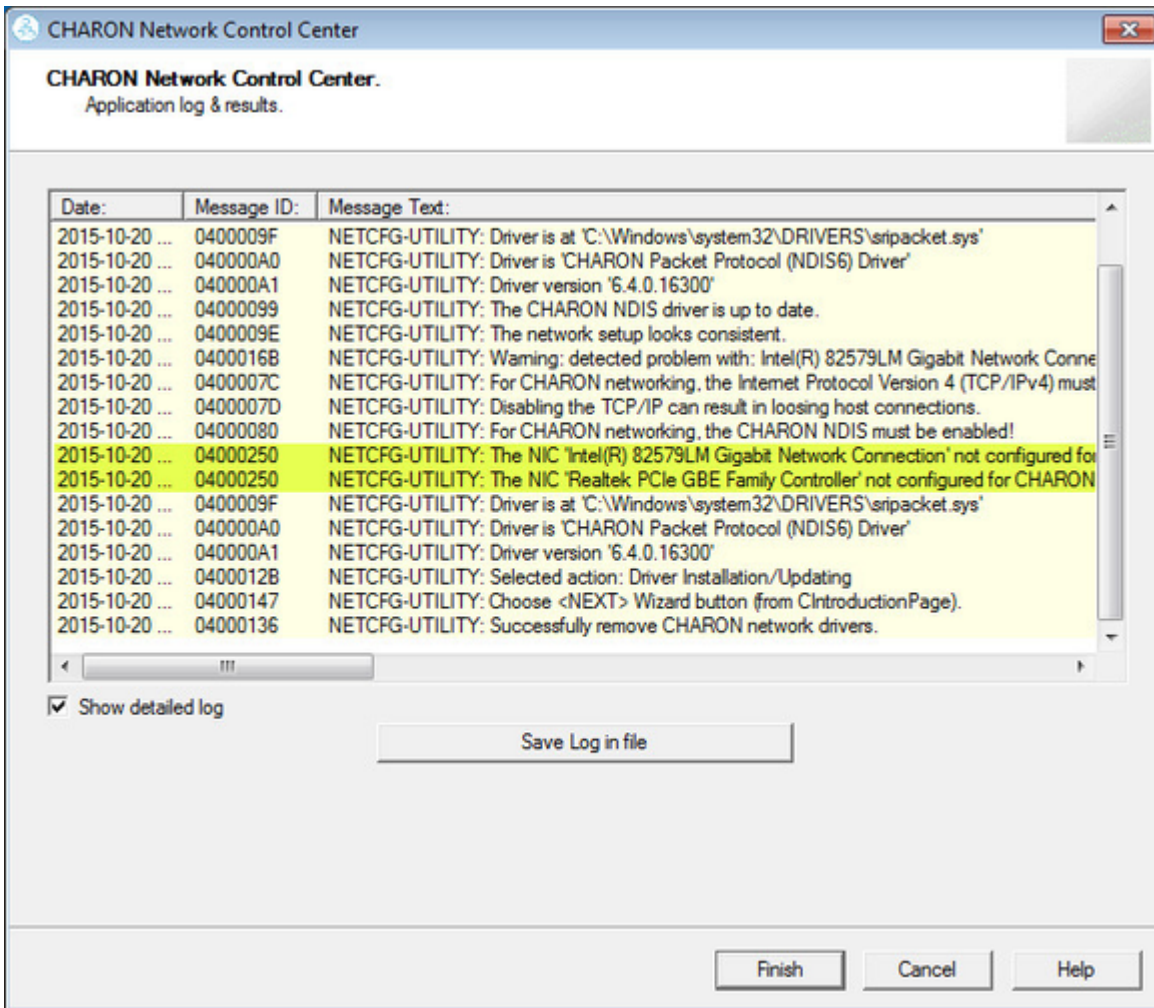 CHARON Network Control Center
CHARON Network Control Center.
Application log & results.
Date: Message ID: Message Text:
2015-10-20 ... 0400009F NETCFG-UTILITY: Driver is at 'C:\Windows\system32\DRIVERS\sripacket.sys'
2015-10-20 ... 040000A0 NETCFG-UTILITY: Driver is 'CHARON Packet Protocol (NDIS6) Driver'
2015-10-20 ... 040000A1 NETCFG-UTILITY: Driver version '6.4.0.16300'
2015-10-20 ... 04000099 NETCFG-UTILITY: The CHARON NDIS driver is up to date.
2015-10-20 ... 0400009E NETCFG-UTILITY: The network setup looks consistent.
2015-10-20 ... 0400016B NETCFG-UTILITY: Warning: detected problem with: Intel(R) 82579LM Gigabit Network Conne
2015-10-20 ... 0400007C NETCFG-UTILITY: For CHARON networking, the Internet Protocol Version 4 (TCP/IPv4) must
2015-10-20 ... 0400007D NETCFG-UTILITY: Disabling the TCP/IP can result in loosing host connections.
2015-10-20 ... 04000080 NETCFG-UTILITY: For CHARON networking, the CHARON NDIS must be enabled!
2015-10-20 ... 04000250 NETCFG-UTILITY: The NIC 'Intel(R) 82579LM Gigabit Network Connection' not configured for
2015-10-20 ... 04000250 NETCFG-UTILITY: The NIC 'Realtek PCIe GBE Family Controller' not configured for CHARON
2015-10-20 ... 0400009F NETCFG-UTILITY: Driver is at 'C:\Windows\system32\DRIVERS\sripacket.sys'
2015-10-20 ... 040000A0 NETCFG-UTILITY: Driver is 'CHARON Packet Protocol (NDIS6) Driver'
2015-10-20 ... 040000A1 NETCFG-UTILITY: Driver version '6.4.0.16300'
2015-10-20 ... 0400012B NETCFG-UTILITY: Selected action: Driver Installation/Updating
2015-10-20 ... 04000147 NETCFG-UTILITY: Choose <NEXT> Wizard button (from CIntroductionPage).
2015-10-20 ... 04000136 NETCFG-UTILITY: Successfully remove CHARON network drivers.
Show detailed log
Save Log in file
Finish Cancel Help